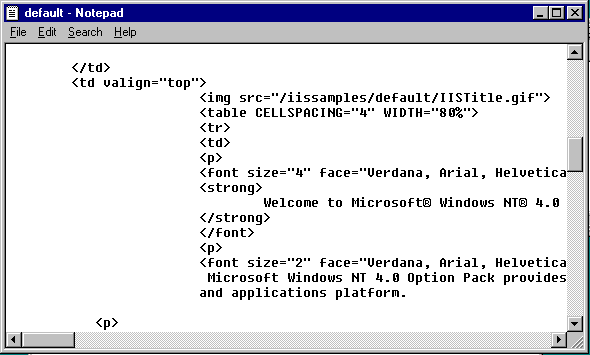 default - Notepad
File Edit Search Help
</td>
<td valign="top">
<img src="/iissamples/default/IISTitle.gif">
<table CELLSPACING="4" WIDTH="80%">
<tr>
<td>
<p>
<font size="4" face="Verdana, Arial, Helvetica
<strong>
Welcome to Microsoft® Windows NT® 4.0
</strong>
</font>
<p>
<font size="2" face="Verdana, Arial, Helvetica
Microsoft Windows NT 4.0 Option Pack provides
and applications platform.
<p>